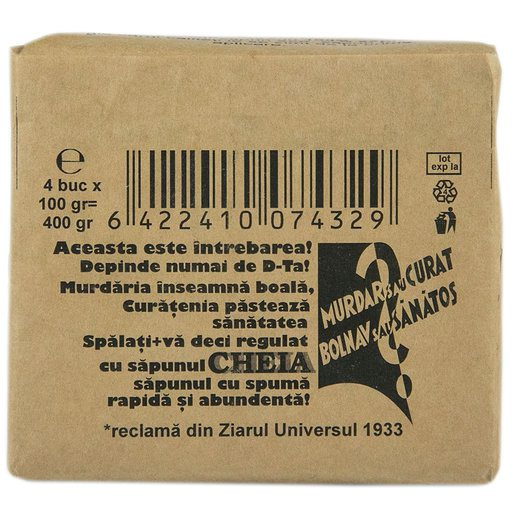 ℮
4 buc x
100 gr=
400 gr
6 422410 074329
lot
exp la
Aceasta este întrebarea!
Depinde numai de D-Ta!
Murdăria înseamnă boală,
Curățenia păstează
sănătatea
Spălați+vă deci regulat
cu săpunul CHEIA
săpunul cu spumă
rapidă și abundentă!
MURDAR sau CURAT
BOLNAV sau SĂNĂTOS
*reclamă din Ziarul Universul 1933